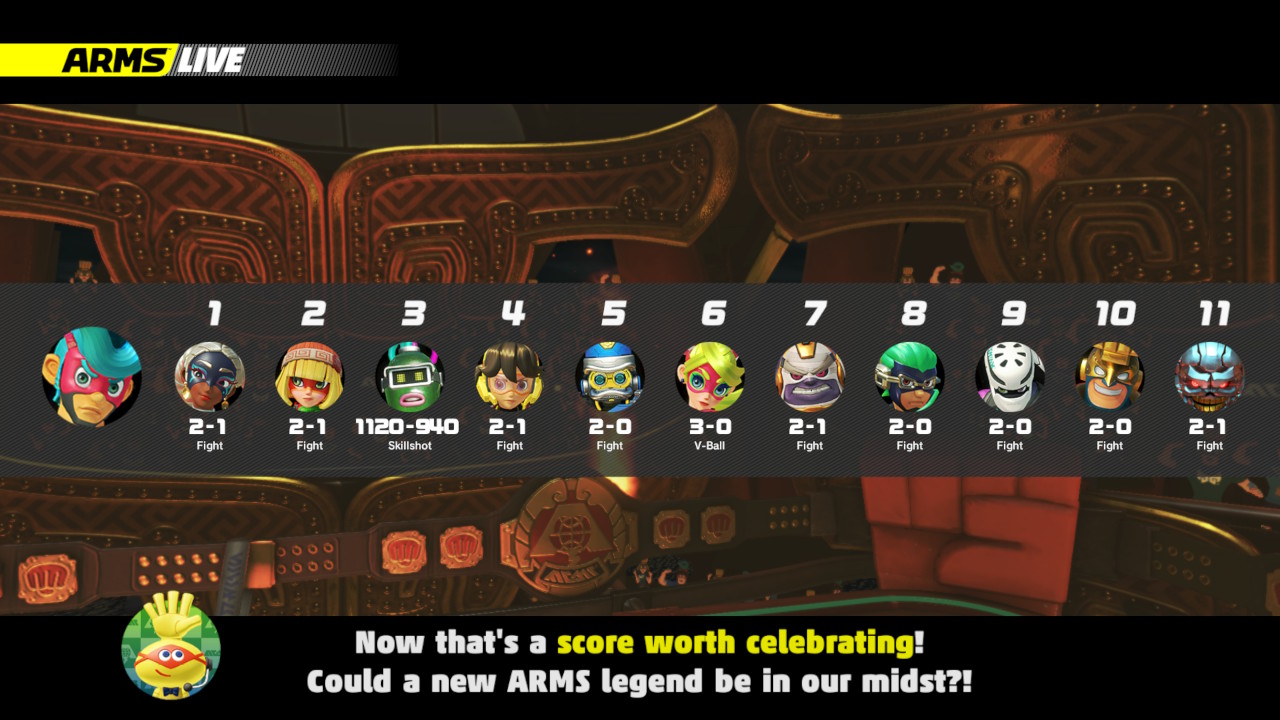 ARMS LIVE
1 2 3 4 5 6 7 8 9 10 11
2-1 2-1 1120-940 2-1 2-0 3-0 2-1 2-0 2-0 2-0 2-1
Fight Fight Skillshot Fight Fight V-Ball Fight Fight Fight Fight Fight
Now that's a score worth celebrating!
Could a new ARMS legend be in our midst?!